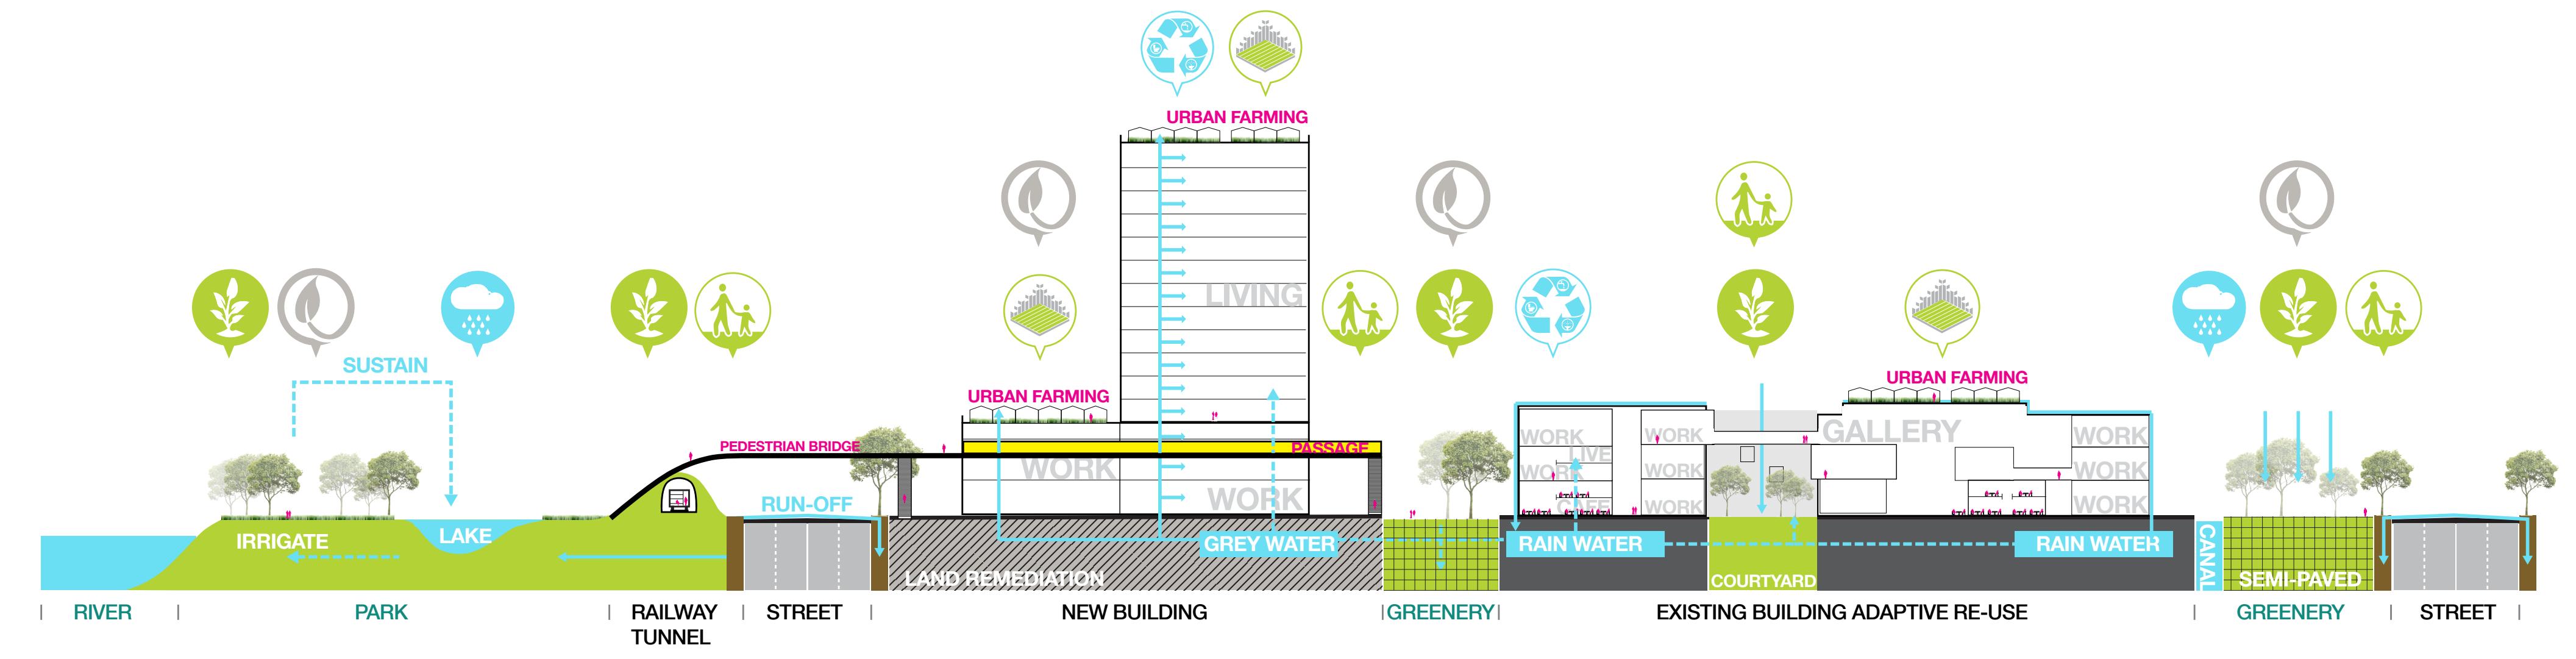 URBAN FARMING
LIVING
SUSTAIN
URBAN FARMING
URBAN FARMING
PEDESTRIAN BRIDGE
PASSAGE
WORK
WORK
RUN-OFF
WORK
LIVE
WORK
CAFE
WORK
WORK
WORK
GALLERY
WORK
WORK
WORK
IRRIGATE
LAKE
GREY WATER
RAIN WATER
RAIN WATER
CANAL
LAND REMEDIATION
COURTYARD
SEMI-PAVED
RIVER
PARK
RAILWAY
TUNNEL
STREET
NEW BUILDING
GREENERY
EXISTING BUILDING ADAPTIVE RE-USE
GREENERY
STREET